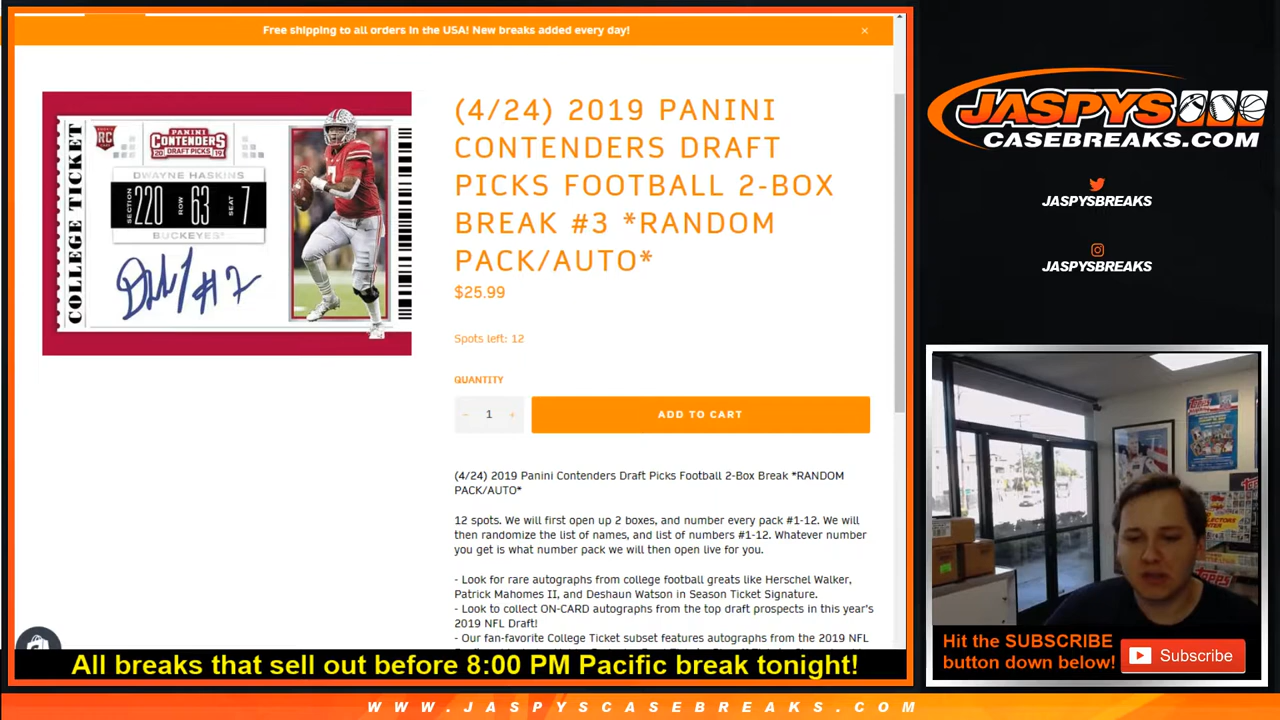 Free shipping to all orders in the USA! New breaks added every day!
×
COLLEGE TICKET
RC
PANINI
CONTENDERS
DRAFT PICKS
20 19
DWAYNE HASKINS
SECTION 220 ROW 63 SEAT 7
BUCKEYES
#7
(4/24) 2019 PANINI
CONTENDERS DRAFT
PICKS FOOTBALL 2-BOX
BREAK #3 *RANDOM
PACK/AUTO*
$25.99
Spots left: 12
QUANTITY
− 1 +
ADD TO CART
(4/24) 2019 Panini Contenders Draft Picks Football 2-Box Break *RANDOM
PACK/AUTO*
12 spots. We will first open up 2 boxes, and number every pack #1-12. We will
then randomize the list of names, and list of numbers #1-12. Whatever number
you get is what number pack we will then open live for you.
- Look for rare autographs from college football greats like Herschel Walker,
Patrick Mahomes II, and Deshaun Watson in Season Ticket Signature.
- Look to collect ON-CARD autographs from the top draft prospects in this year's
2019 NFL Draft!
- Our fan-favorite College Ticket subset features autographs from the 2019 NFL
All breaks that sell out before 8:00 PM Pacific break tonight!
JASPYS
CASEBREAKS.COM
JASPYSBREAKS
JASPYSBREAKS
Topps
TOPPS
Hit the SUBSCRIBE
button down below!
Subscribe
WWW.JASPYSCASEBREAKS.COM